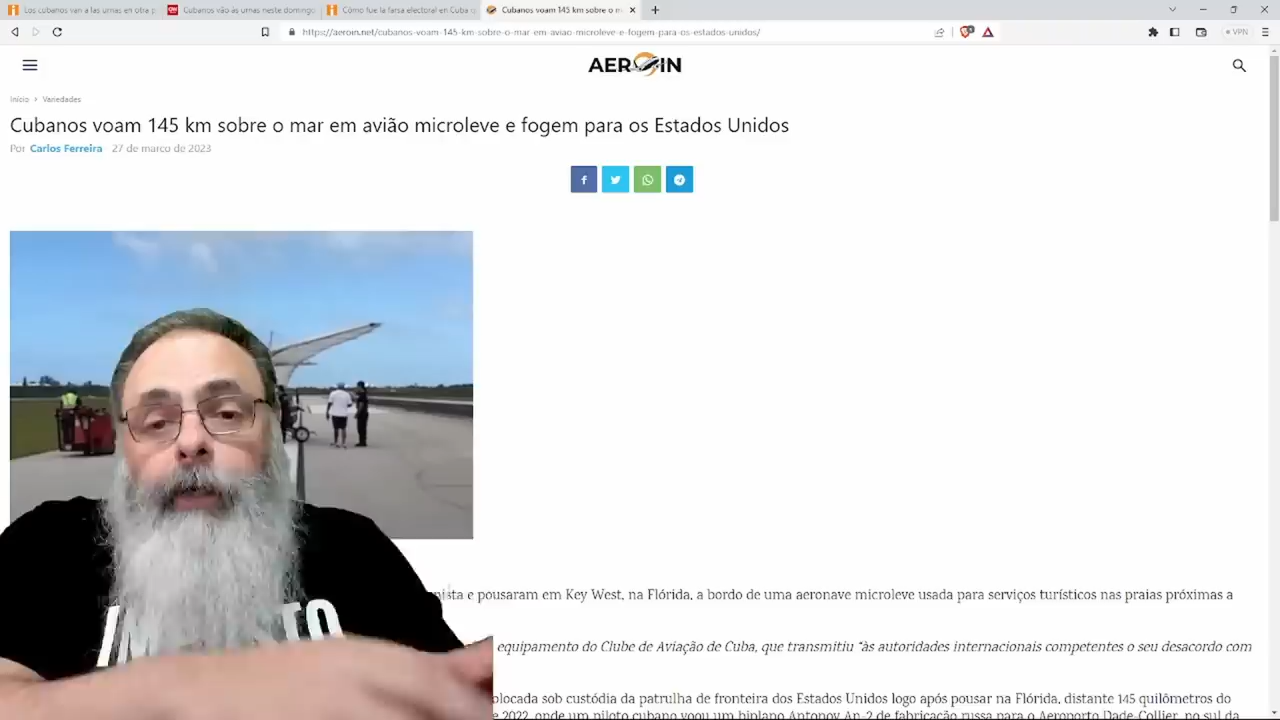 Los cubanos van a las urnas en otra p
Cubanos vão às urnas neste domingo
Cómo fue la farsa electoral en Cuba
Cubanos voam 145 km sobre o m
https://aeroin.net/cubanos-voam-145-km-sobre-o-mar-em-aviao-microleve-e-fogem-para-os-estados-unidos/
VPN
AEROIN
Início > Variedades
Cubanos voam 145 km sobre o mar em avião microleve e fogem para os Estados Unidos
Por Carlos Ferreira 27 de março de 2023
nista e pousaram em Key West, na Flórida, a bordo de uma aeronave microleve usada para serviços turísticos nas praias próximas a
equipamento do Clube de Aviação de Cuba, que transmitiu “às autoridades internacionais competentes o seu desacordo com
olocada sob custódia da patrulha de fronteira dos Estados Unidos logo após pousar na Flórida, distante 145 quilômetros do
e 2022, onde um piloto cubano voou um biplano Antonov An-2 de fabricação russa para o Aeroporto Dade-Collier, no sul da